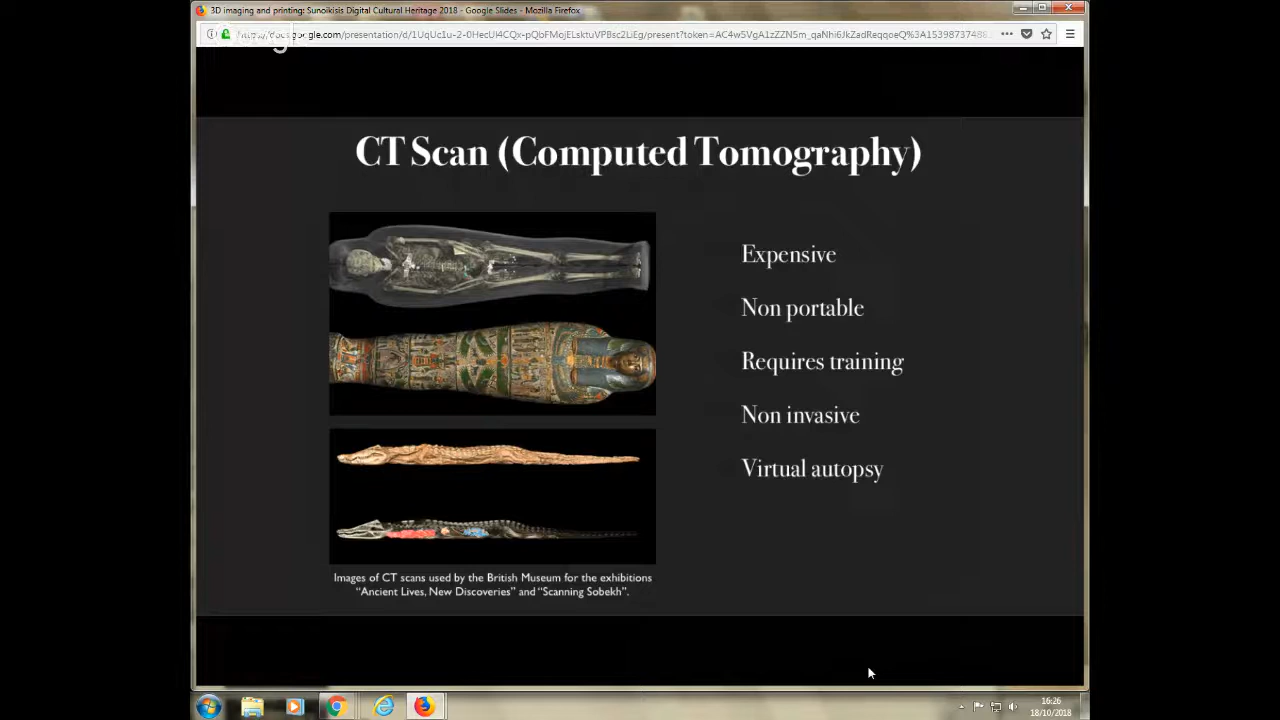 3D imaging and printing: Sunoikisis Digital Cultural Heritage 2018 - Google Slides - Mozilla Firefox
CT Scan (Computed Tomography)
Expensive
Non portable
Requires training
Non invasive
Virtual autopsy
Images of CT scans used by the British Museum for the exhibitions
“Ancient Lives, New Discoveries” and “Scanning Sobekh”.
16:26
18/10/2018